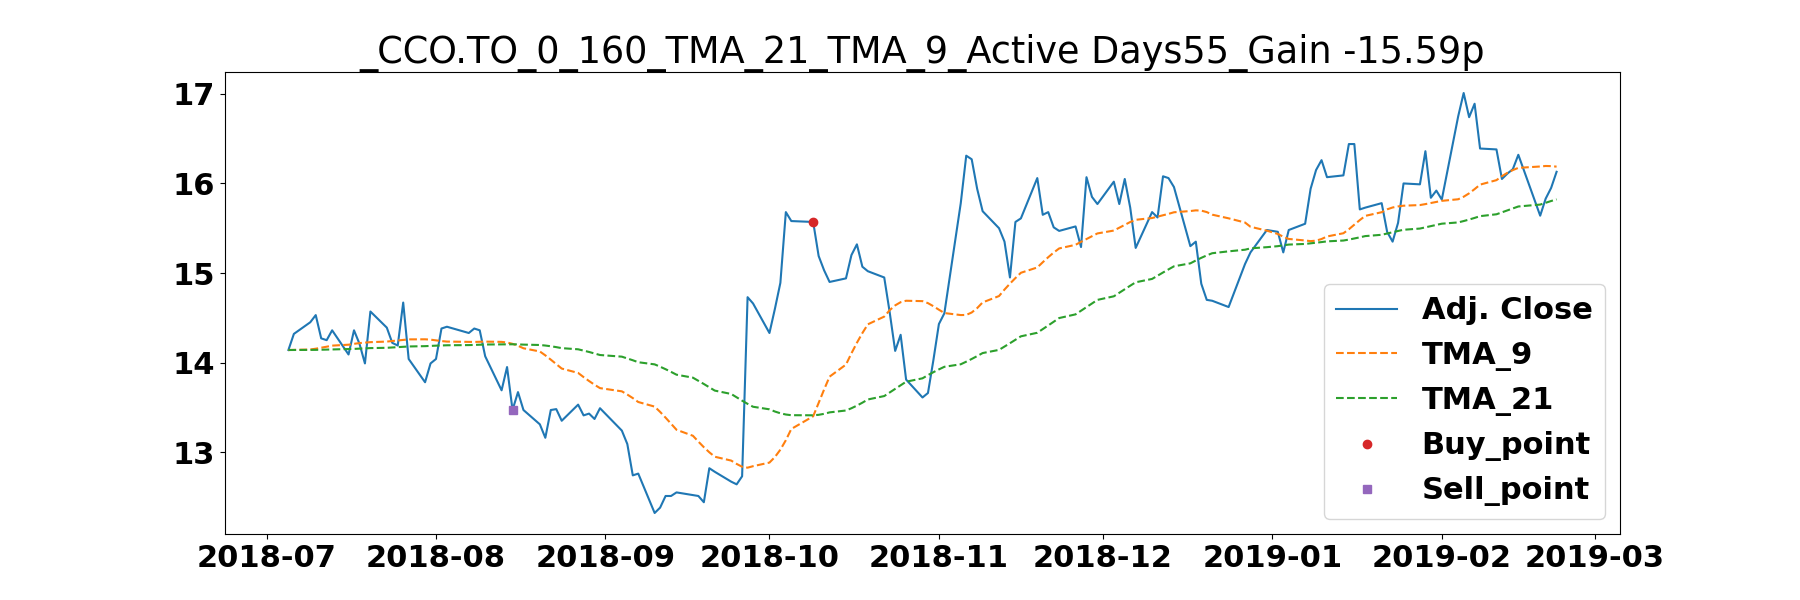 _CCO.TO_0_160_TMA_21_TMA_9_Active Days55_Gain -15.59p
17
16
15
14
13
Adj. Close
TMA_9
TMA_21
Buy_point
Sell_point
2018-07 2018-08 2018-09 2018-10 2018-11 2018-12 2019-01 2019-02 2019-03